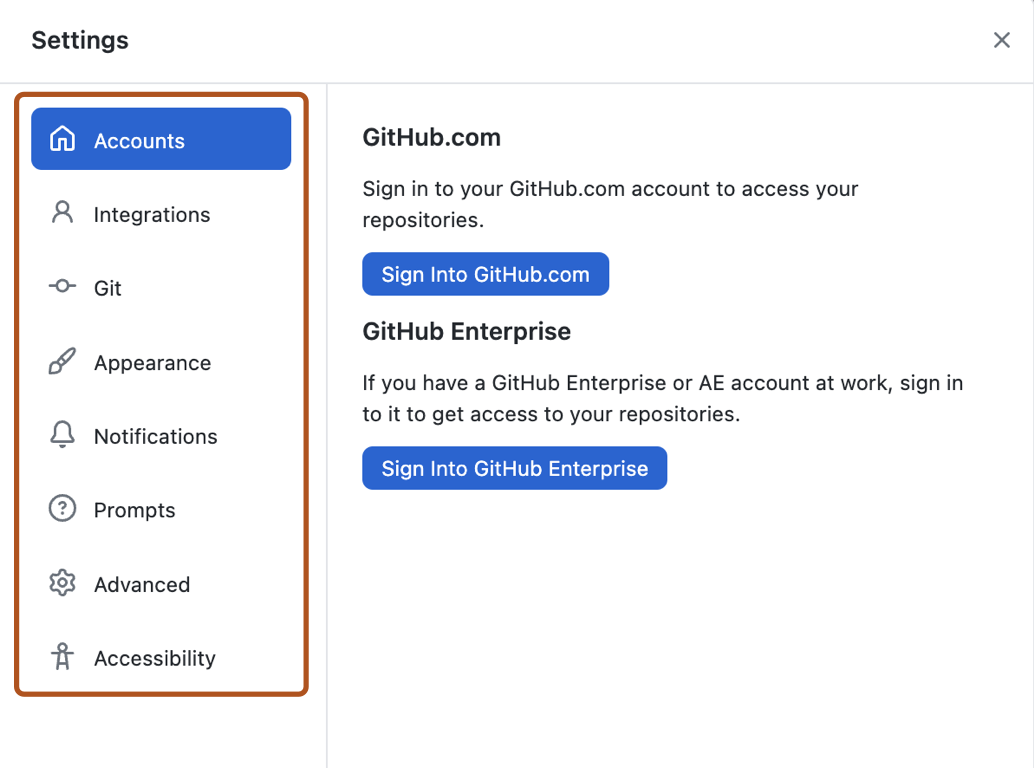 Settings
Accounts
Integrations
Git
Appearance
Notifications
Prompts
Advanced
Accessibility
GitHub.com
Sign in to your GitHub.com account to access your
repositories.
Sign Into GitHub.com
GitHub Enterprise
If you have a GitHub Enterprise or AE account at work, sign in
to it to get access to your repositories.
Sign Into GitHub Enterprise